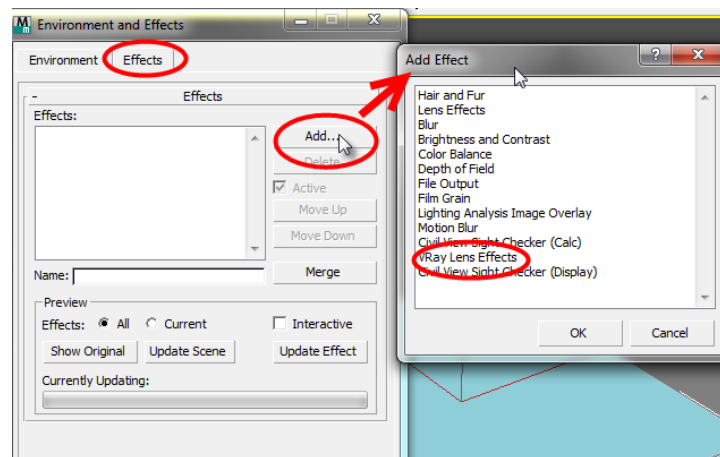 Environment and Effects
Environment
Effects
- Effects
Effects:
Add...
Delete
Active
Move Up
Move Down
Name:
Merge
Preview
Effects: All Current
Interactive
Show Original
Update Scene
Update Effect
Currently Updating:
Add Effect
Hair and Fur
Lens Effects
Blur
Brightness and Contrast
Color Balance
Depth of Field
File Output
Film Grain
Lighting Analysis Image Overlay
Motion Blur
Civil View Sight Checker (Calc)
VRay Lens Effects
Civil View Sight Checker (Display)
OK
Cancel